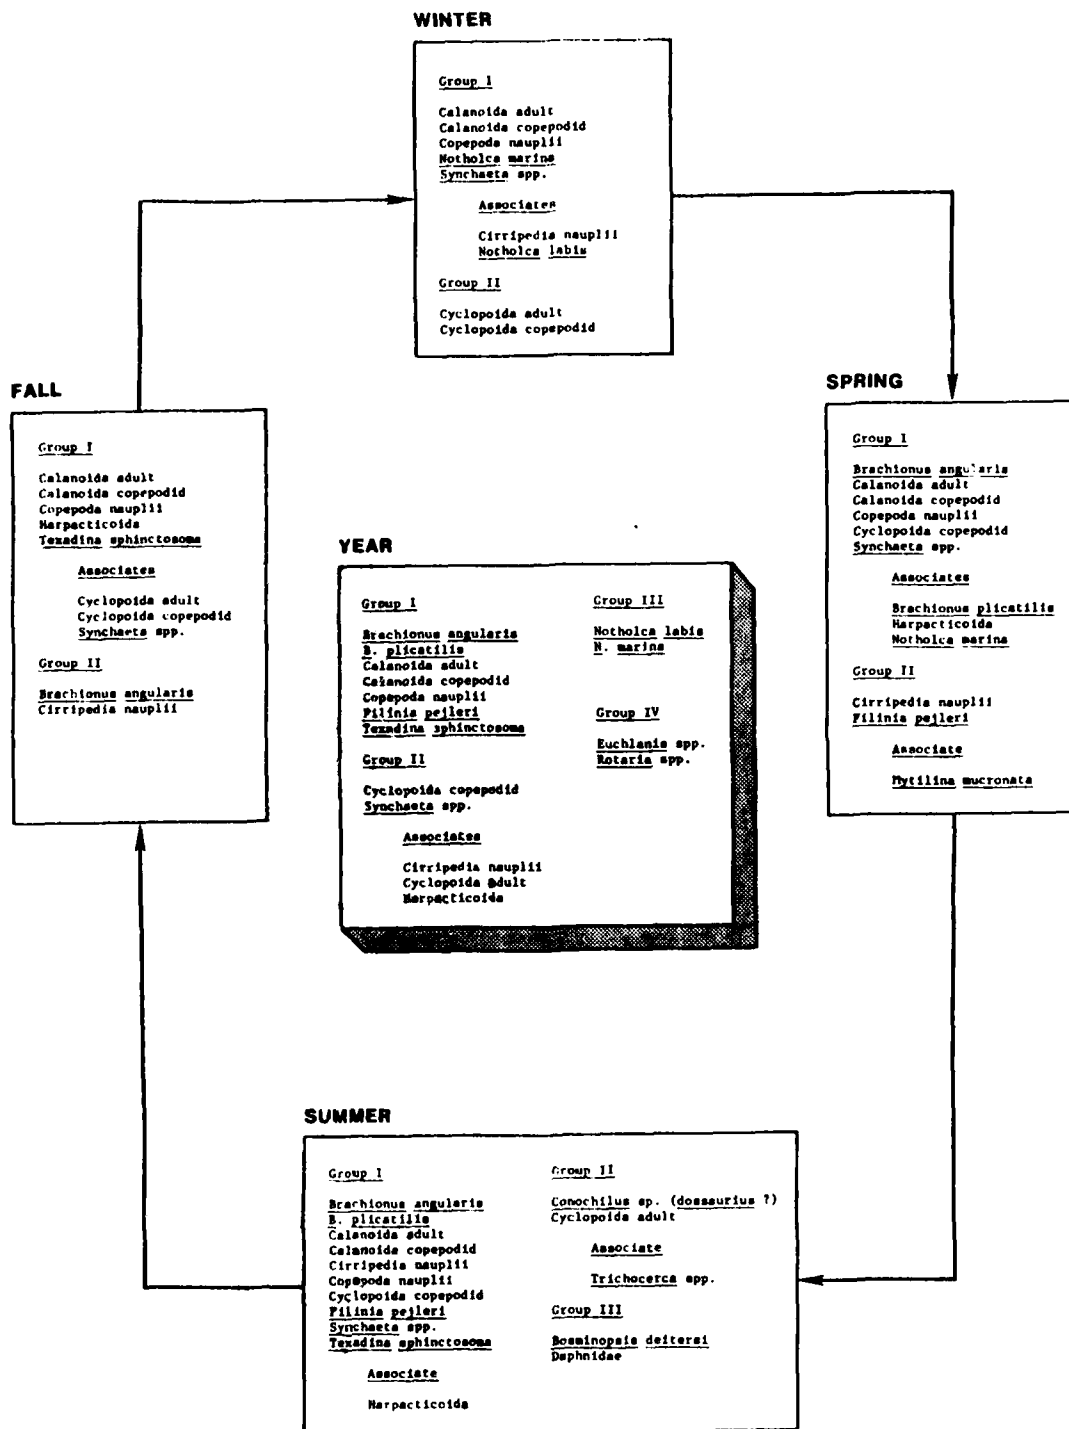 WINTER
Group I
Calanoida adult
Calanoida copepodid
Copepoda nauplii
Notholca marina
Synchaeta spp.
Associates
Cirripedia nauplii
Notholca labis
Group II
Cyclopoida adult
Cyclopoida copepodid
FALL
Group I
Calanoida adult
Calanoida copepodid
Copepoda nauplii
Harpacticoida
Texadina sphinctosoma
Associates
Cyclopoida adult
Cyclopoida copepodid
Synchaeta spp.
Group II
Brachionus angularis
Cirripedia nauplii
SPRING
Group I
Brachionus angularis
Calanoida adult
Calanoida copepodid
Copepoda nauplii
Cyclopoida copepodid
Synchaeta spp.
Associates
Brachionus plicatilis
Harpacticoida
Notholca marina
Group II
Cirripedia nauplii
Filinia pejleri
Associate
Mytilina mucronata
YEAR
Group I
Brachionus angularis
B. plicatilis
Calanoida adult
Calanoida copepodid
Copepoda nauplii
Filinia pejleri
Texadina sphinctosoma
Group II
Cyclopoida copepodid
Synchaeta spp.
Associates
Cirripedia nauplii
Cyclopoida adult
Harpacticoida
Group III
Notholca labis
N. marina
Group IV
Euchlanis spp.
Rotaria spp.
SUMMER
Group I
Brachionus angularis
B. plicatilis
Calanoida adult
Calanoida copepodid
Cirripedia nauplii
Copepoda nauplii
Cyclopoida copepodid
Filinia pejleri
Synchaeta spp.
Texadina sphinctosoma
Associate
Harpacticoida
Group II
Conochilus sp. (dossaurius ?)
Cyclopoida adult
Associate
Trichocerca spp.
Group III
Bosminopsis deitersi
Daphnidae